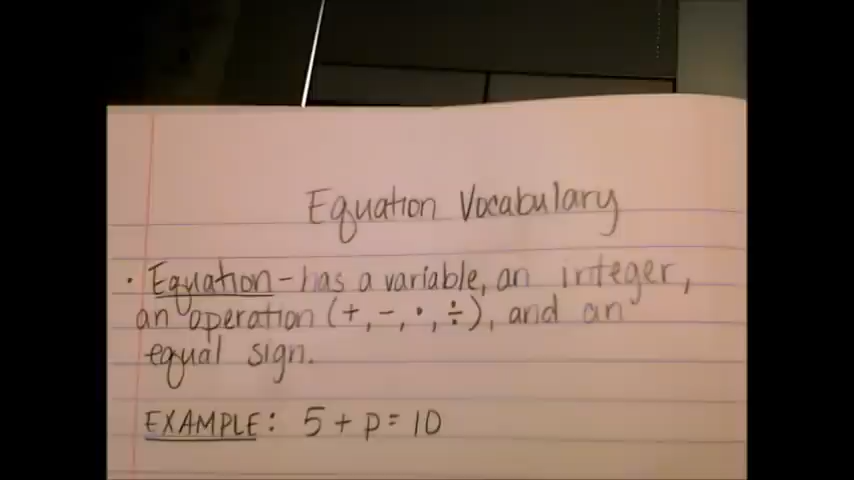 Equation Vocabulary
· Equation - has a variable, an integer,
an operation (+, -, ·, ÷), and an
equal sign.
EXAMPLE: 5 + p = 10